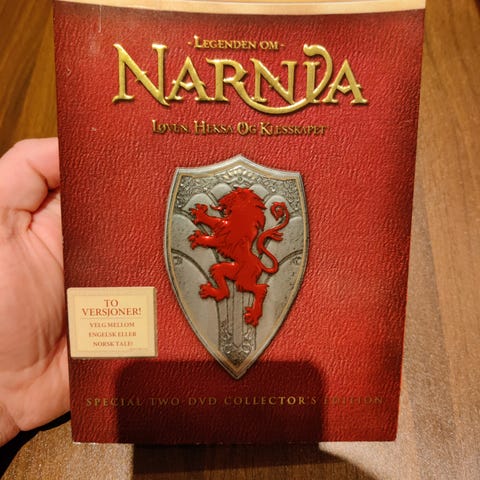 - LEGENDEN OM -
NARNIA
LØVEN, HEKSA OG KLESSKAPET
TO
VERSJONER!
VELG MELLOM
ENGELSK ELLER
NORSK TALE!
SPECIAL TWO-DVD COLLECTOR'S EDITION